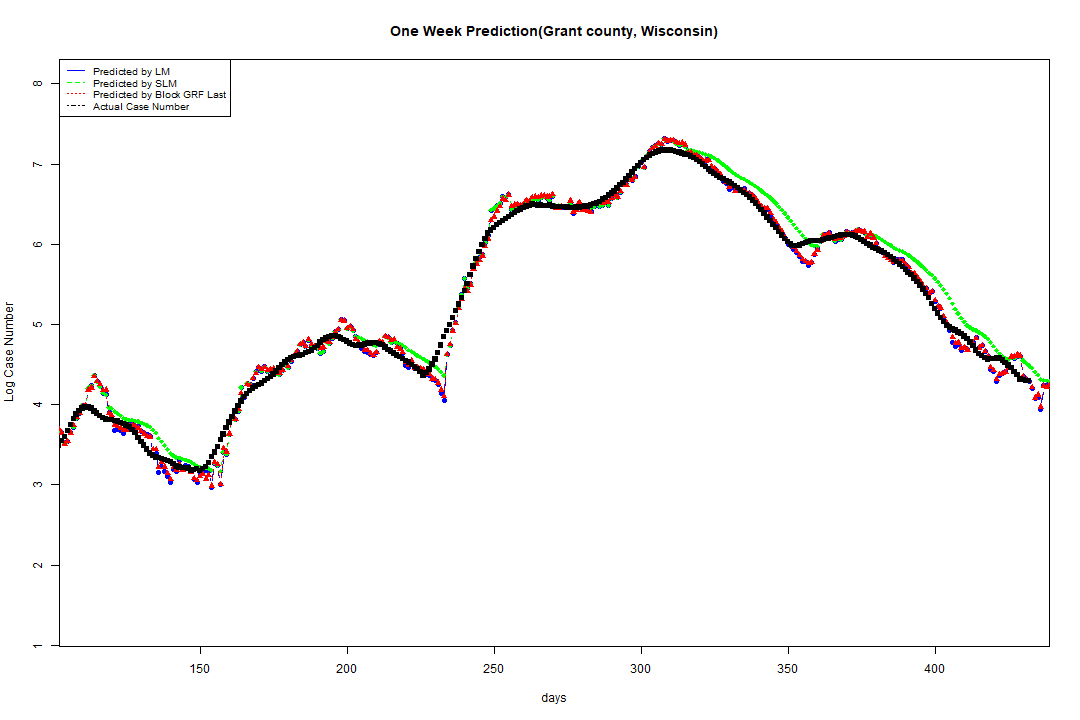 One Week Prediction(Grant county, Wisconsin)
Predicted by LM
Predicted by SLM
Predicted by Block GRF Last
Actual Case Number
8
7
6
5
4
3
2
1
Log Case Number
150 200 250 300 350 400
days